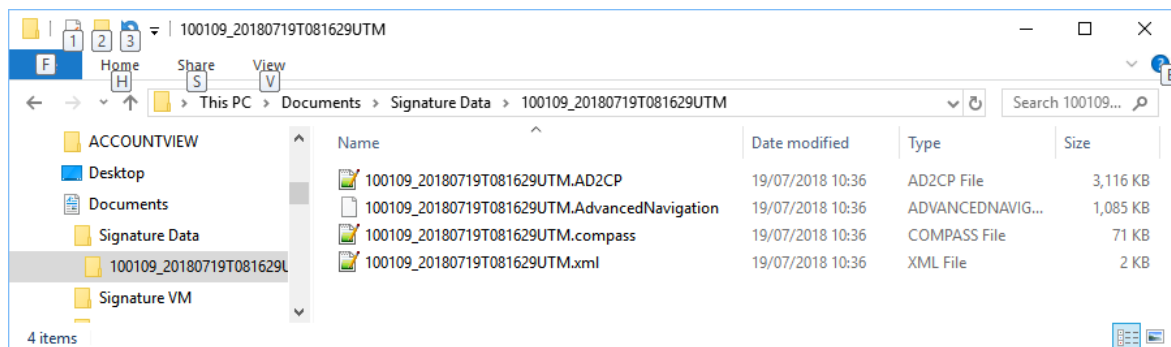 100109_20180719T081629UTM
1 2 3
F Home Share View
H S V
This PC > Documents > Signature Data > 100109_20180719T081629UTM
Search 100109...
ACCOUNTVIEW
Desktop
Documents
Signature Data
100109_20180719T081629U
Signature VM
Name Date modified Type Size
100109_20180719T081629UTM.AD2CP 19/07/2018 10:36 AD2CP File 3,116 KB
100109_20180719T081629UTM.AdvancedNavigation 19/07/2018 10:36 ADVANCEDNAVIG... 1,085 KB
100109_20180719T081629UTM.compass 19/07/2018 10:36 COMPASS File 71 KB
100109_20180719T081629UTM.xml 19/07/2018 10:36 XML File 2 KB
4 items